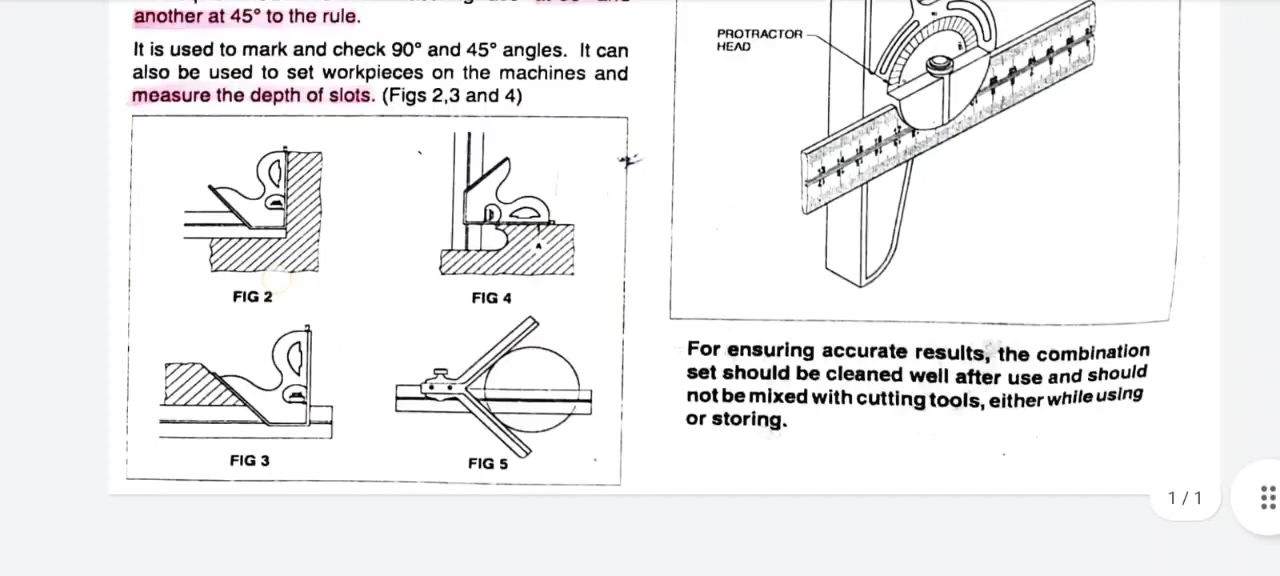 another at 45° to the rule.
It is used to mark and check 90° and 45° angles. It can
also be used to set workpieces on the machines and
measure the depth of slots. (Figs 2,3 and 4)
FIG 2
FIG 4
FIG 3
FIG 5
PROTRACTOR
HEAD
For ensuring accurate results, the combination
set should be cleaned well after use and should
not be mixed with cutting tools, either while using
or storing.
1 / 1